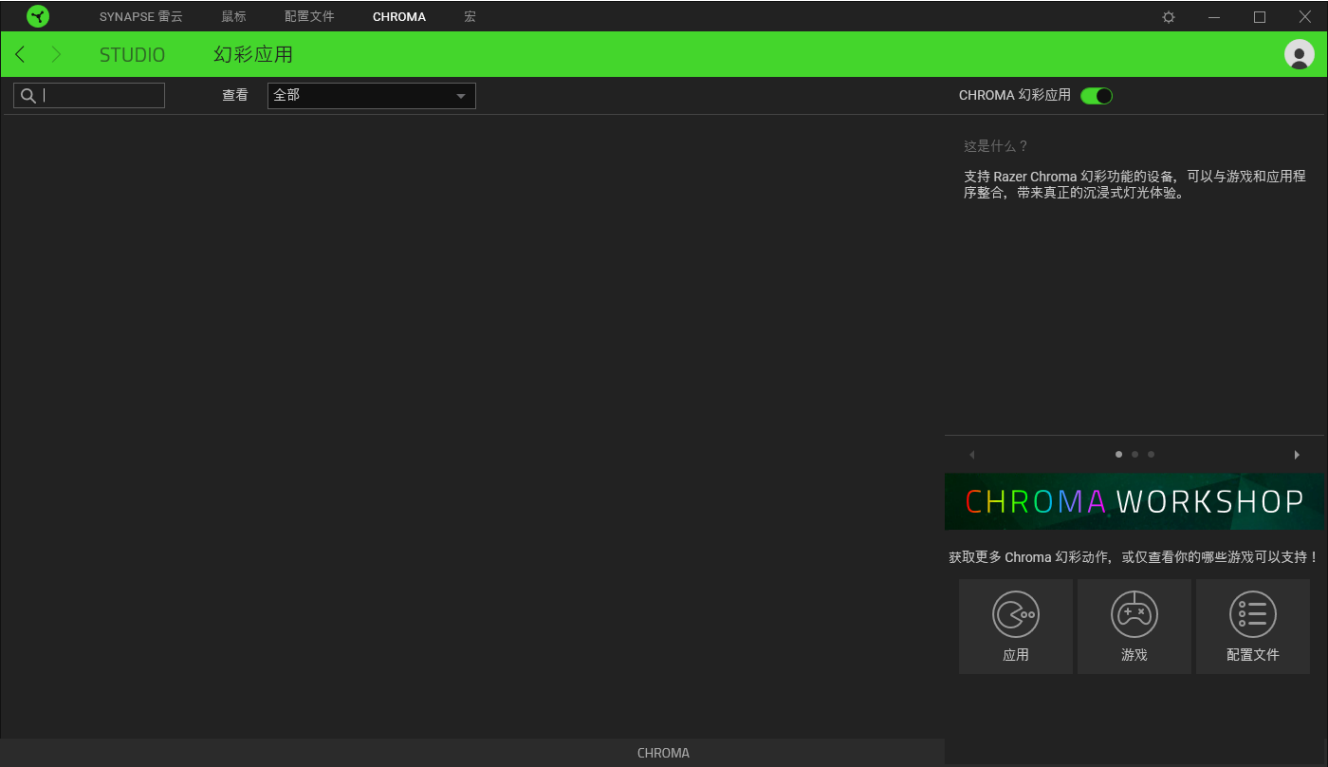 SYNAPSE 雷云 鼠标 配置文件 CHROMA 宏
STUDIO 幻彩应用
查看 全部 CHROMA 幻彩应用
这是什么？
支持 Razer Chroma 幻彩功能的设备，可以与游戏和应用程
序整合，带来真正的沉浸式灯光体验。
CHROMA WORKSHOP
获取更多 Chroma 幻彩动作，或仅查看你的哪些游戏可以支持！
应用 游戏 配置文件
CHROMA